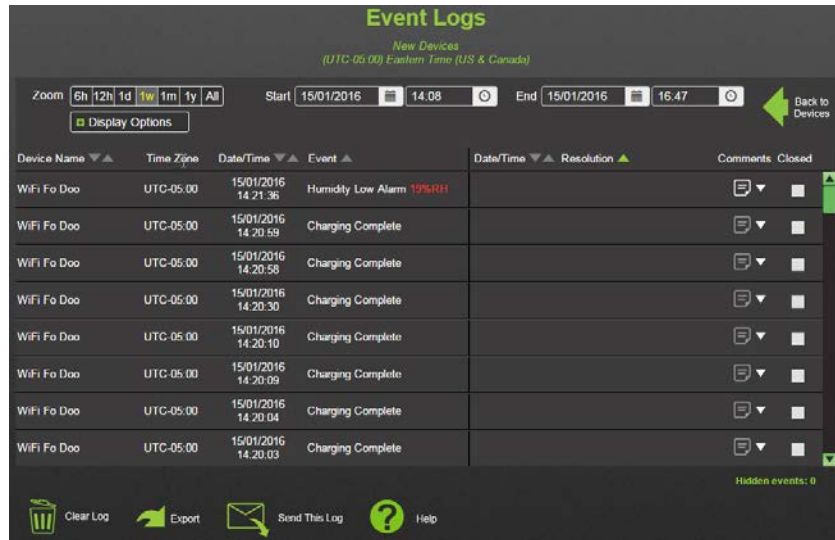 Event Logs
New Devices
(UTC-05:00) Eastern Time (US & Canada)
Zoom 6h 12h 1d 1w 1m 1y All Start 15/01/2016 14:08 End 15/01/2016 16:47 Back to Devices
Display Options
Device Name Time Zone Date/Time Event Date/Time Resolution Comments Closed
WiFi Fo Doo UTC-05:00 15/01/2016 14:21:36 Humidity Low Alarm 19%RH
WiFi Fo Doo UTC-05:00 15/01/2016 14:20:59 Charging Complete
WiFi Fo Doo UTC-05:00 15/01/2016 14:20:58 Charging Complete
WiFi Fo Doo UTC-05:00 15/01/2016 14:20:30 Charging Complete
WiFi Fo Doo UTC-05:00 15/01/2016 14:20:10 Charging Complete
WiFi Fo Doo UTC-05:00 15/01/2016 14:20:09 Charging Complete
WiFi Fo Doo UTC-05:00 15/01/2016 14:20:04 Charging Complete
WiFi Fo Doo UTC-05:00 15/01/2016 14:20:03 Charging Complete
Hidden events: 0
Clear Log Export Send This Log Help